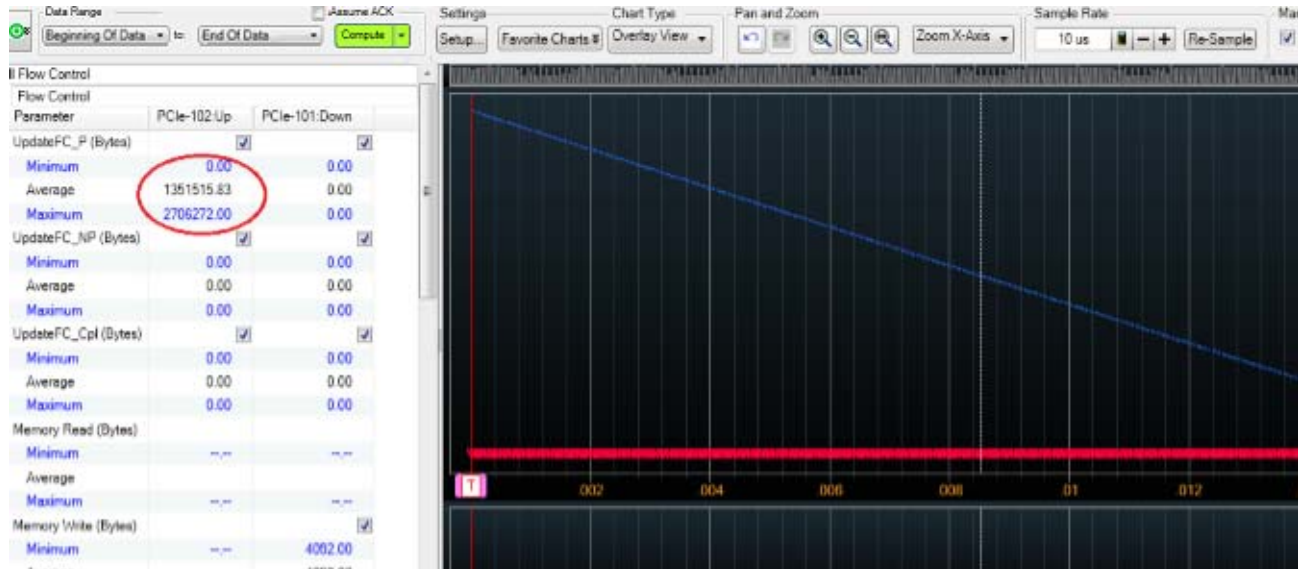 Data Range Assume ACK Settings Chart Type Pan and Zoom Sample Rate
Beginning Of Data to: End Of Data Compute Setup... Favorite Charts Overlay View Zoom X-Axis 10 us Re-Sample
Flow Control
Flow Control
Parameter PCIe-102:Up PCIe-101:Down
UpdateFC_P (Bytes)
Minimum 0.00 0.00
Average 1351515.83 0.00
Maximum 2706272.00 0.00
UpdateFC_NP (Bytes)
Minimum 0.00 0.00
Average 0.00 0.00
Maximum 0.00 0.00
UpdateFC_Cpl (Bytes)
Minimum 0.00 0.00
Average 0.00 0.00
Maximum 0.00 0.00
Memory Read (Bytes)
Minimum --.-- --.--
Average
Maximum --.-- --.--
Memory Write (Bytes)
Minimum --.-- 4092.00
T .002 .004 .006 .008 .01 .012